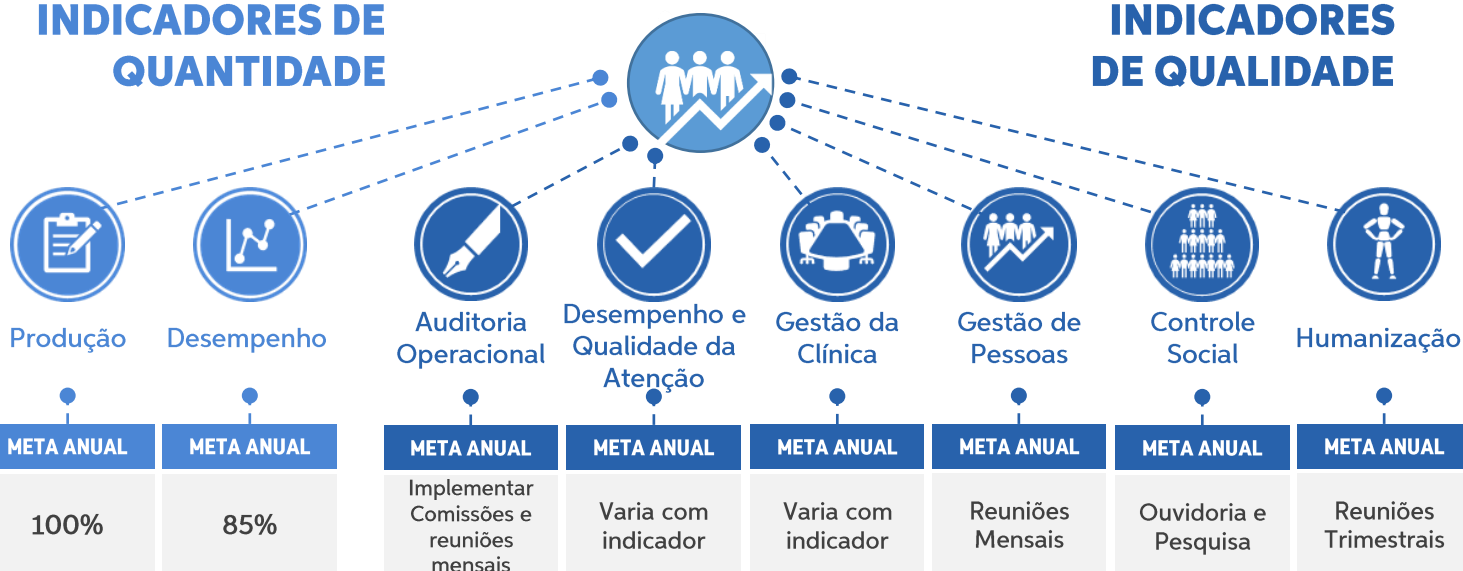 INDICADORES DE
QUANTIDADE
INDICADORES
DE QUALIDADE
Produção
Desempenho
Auditoria
Operacional
Desempenho e
Qualidade da
Atenção
Gestão da
Clínica
Gestão de
Pessoas
Controle
Social
Humanização
META ANUAL
META ANUAL
META ANUAL
META ANUAL
META ANUAL
META ANUAL
META ANUAL
META ANUAL
100%
85%
Implementar
Comissões e
reuniões
mensais
Varia com
indicador
Varia com
indicador
Reuniões
Mensais
Ouvidoria e
Pesquisa
Reuniões
Trimestrais